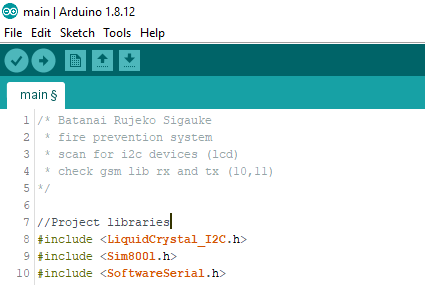 main | Arduino 1.8.12
File Edit Sketch Tools Help
main §
1 /* Batanai Rujeko Sigauke
2 * fire prevention system
3 * scan for i2c devices (lcd)
4 * check gsm lib rx and tx (10,11)
5 */
6
7 //Project libraries
8 #include <LiquidCrystal_I2C.h>
9 #include <Sim800l.h>
10 #include <SoftwareSerial.h>